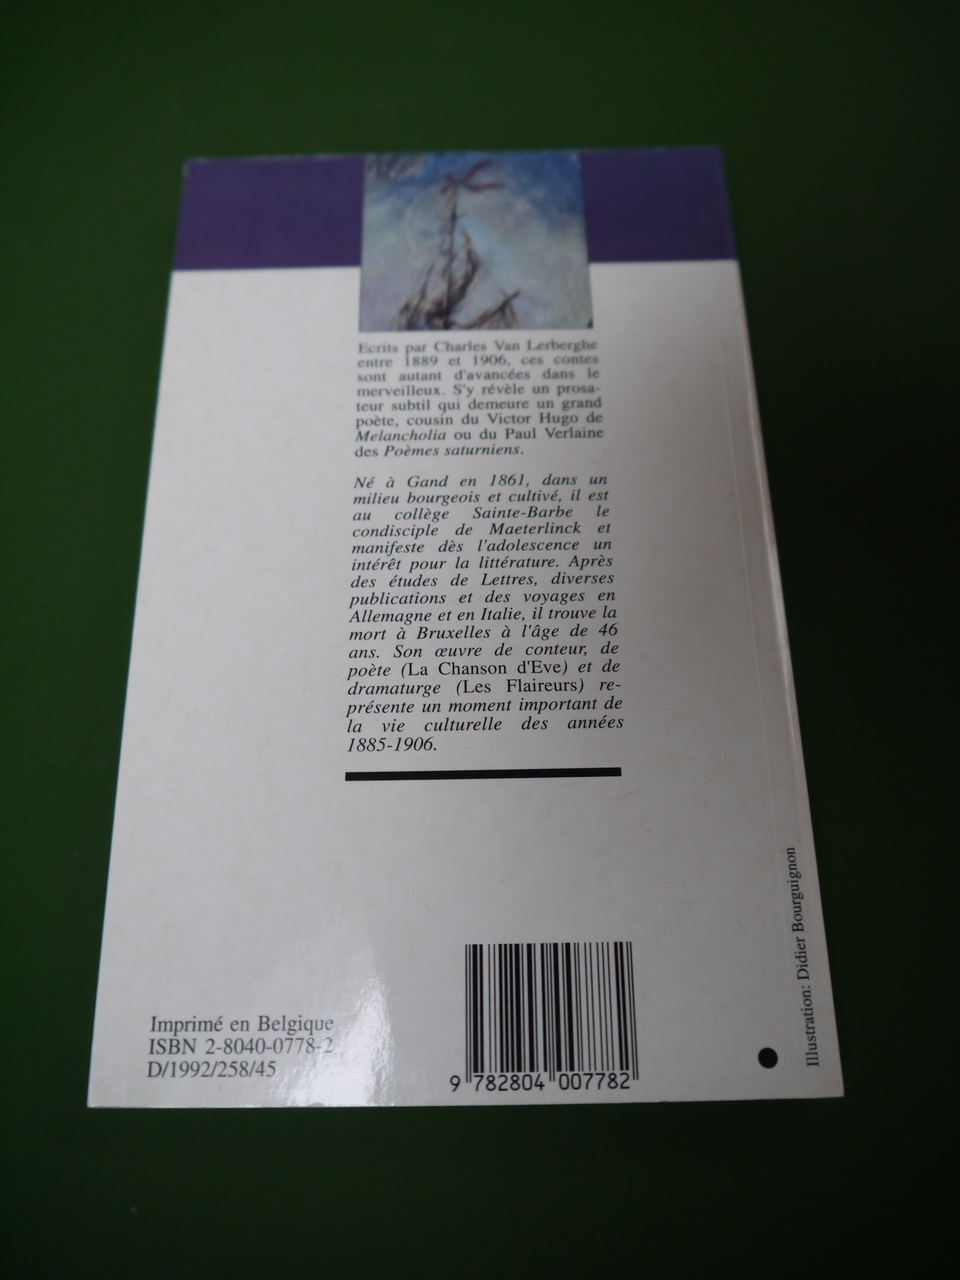 Ecrits par Charles Van Lerberghe
entre 1889 et 1906, ces contes
sont autant d'avancées dans le
merveilleux. S'y révèle un prosa-
teur subtil qui demeure un grand
poète, cousin du Victor Hugo de
Melancholia ou du Paul Verlaine
des Poèmes saturniens.
Né à Gand en 1861, dans un
milieu bourgeois et cultivé, il est
au collège Sainte-Barbe le
condisciple de Maeterlinck et
manifeste dès l'adolescence un
intérêt pour la littérature. Après
des études de Lettres, diverses
publications et des voyages en
Allemagne et en Italie, il trouve la
mort à Bruxelles à l'âge de 46
ans. Son œuvre de conteur, de
poète (La Chanson d'Eve) et de
dramaturge (Les Flaireurs) re-
présente un moment important de
la vie culturelle des années
1885-1906.
Imprimé en Belgique
ISBN 2-8040-0778-2
D/1992/258/45
9 782804 007782
Illustration: Didier Bourguignon